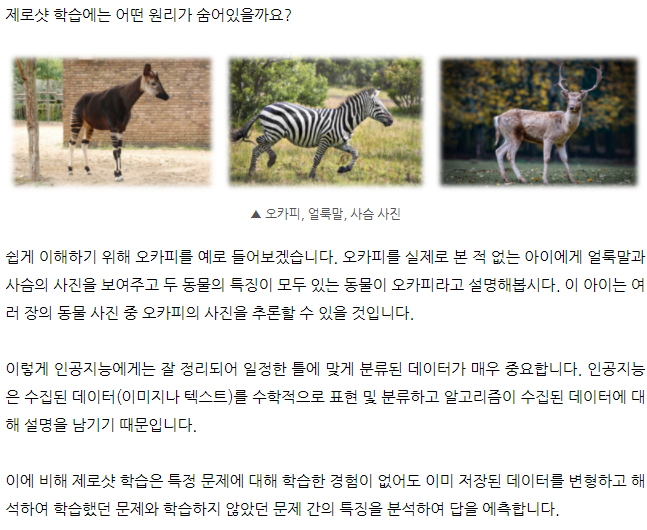 제로샷 학습에는 어떤 원리가 숨어있을까요?
▲ 오카피, 얼룩말, 사슴 사진
쉽게 이해하기 위해 오카피를 예로 들어보겠습니다. 오카피를 실제로 본 적 없는 아이에게 얼룩말과
사슴의 사진을 보여주고 두 동물의 특징이 모두 있는 동물이 오카피라고 설명해봅시다. 이 아이는 여
러 장의 동물 사진 중 오카피의 사진을 추론할 수 있을 것입니다.
이렇게 인공지능에게는 잘 정리되어 일정한 틀에 맞게 분류된 데이터가 매우 중요합니다. 인공지능
은 수집된 데이터(이미지나 텍스트)를 수학적으로 표현 및 분류하고 알고리즘이 수집된 데이터에 대
해 설명을 남기기 때문입니다.
이에 비해 제로샷 학습은 특정 문제에 대해 학습한 경험이 없어도 이미 저장된 데이터를 변형하고 해
석하여 학습했던 문제와 학습하지 않았던 문제 간의 특징을 분석하여 답을 에측합니다.